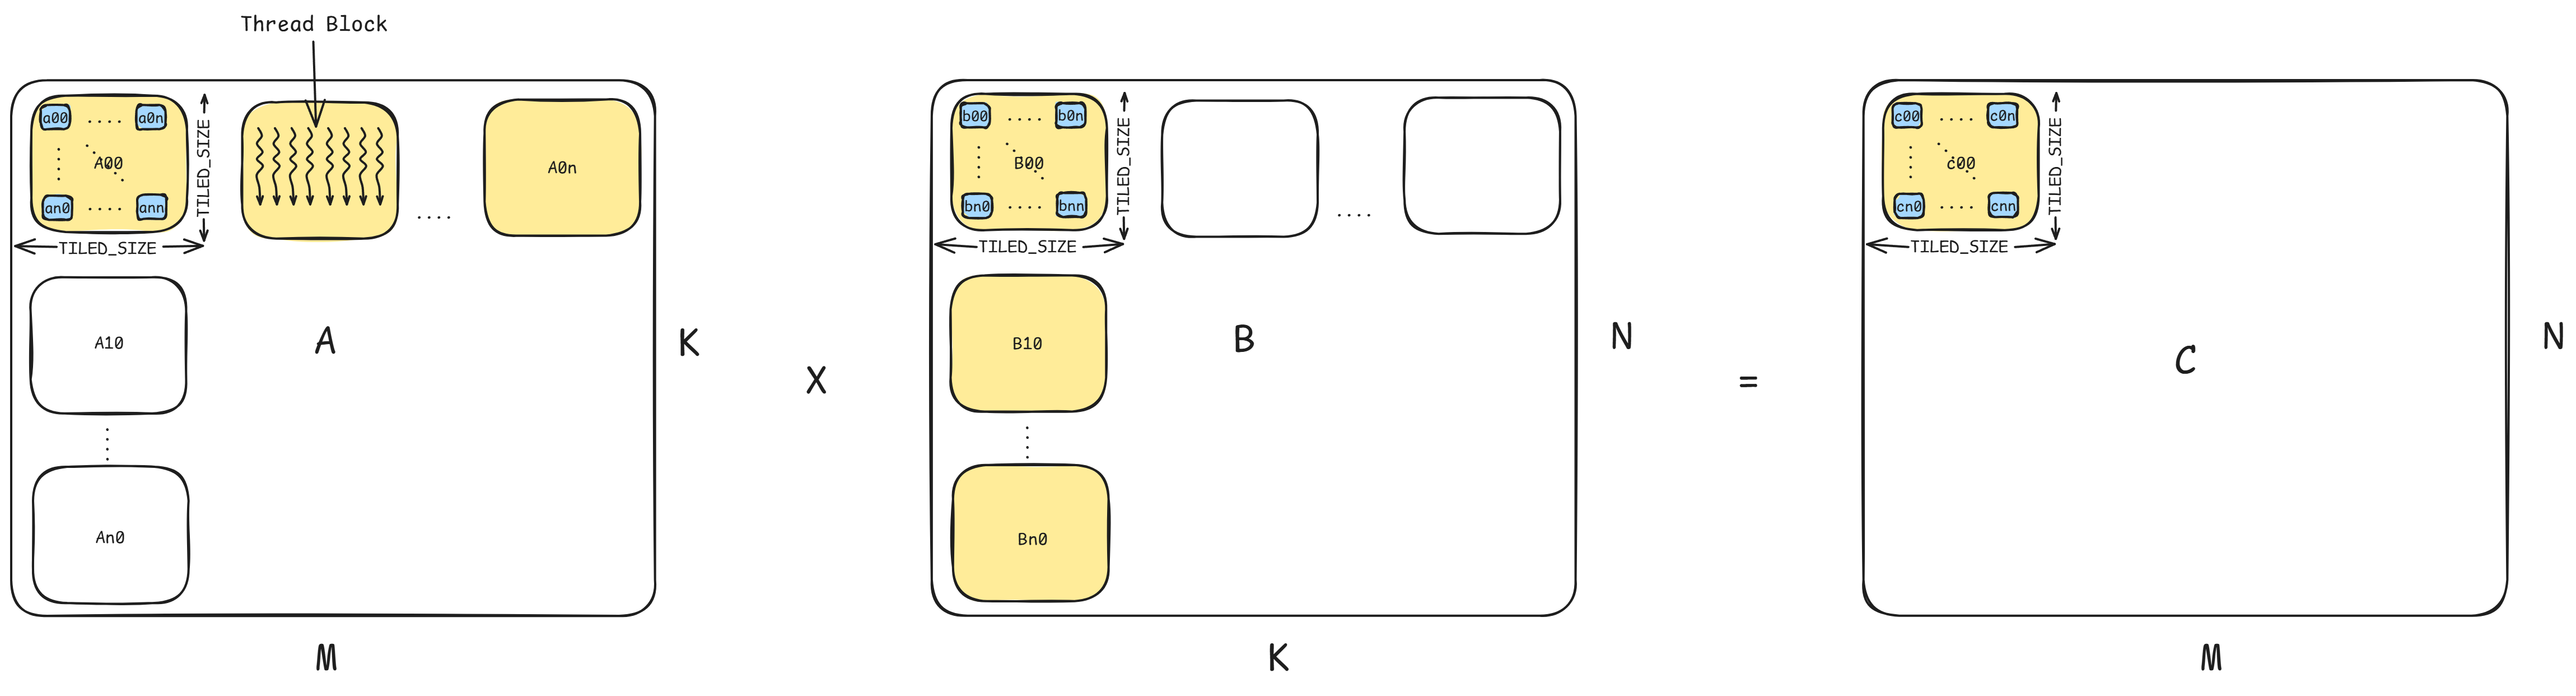 Thread Block
a00 .... a0n
A00
an0 .... ann
TILED_SIZE
TILED_SIZE
....
A0n
A10
A
An0
K
M
X
b00 .... b0n
B00
bn0 .... bnn
TILED_SIZE
TILED_SIZE
....
B10
B
Bn0
N
K
=
c00 .... c0n
c00
cn0 .... cnn
TILED_SIZE
TILED_SIZE
C
N
M